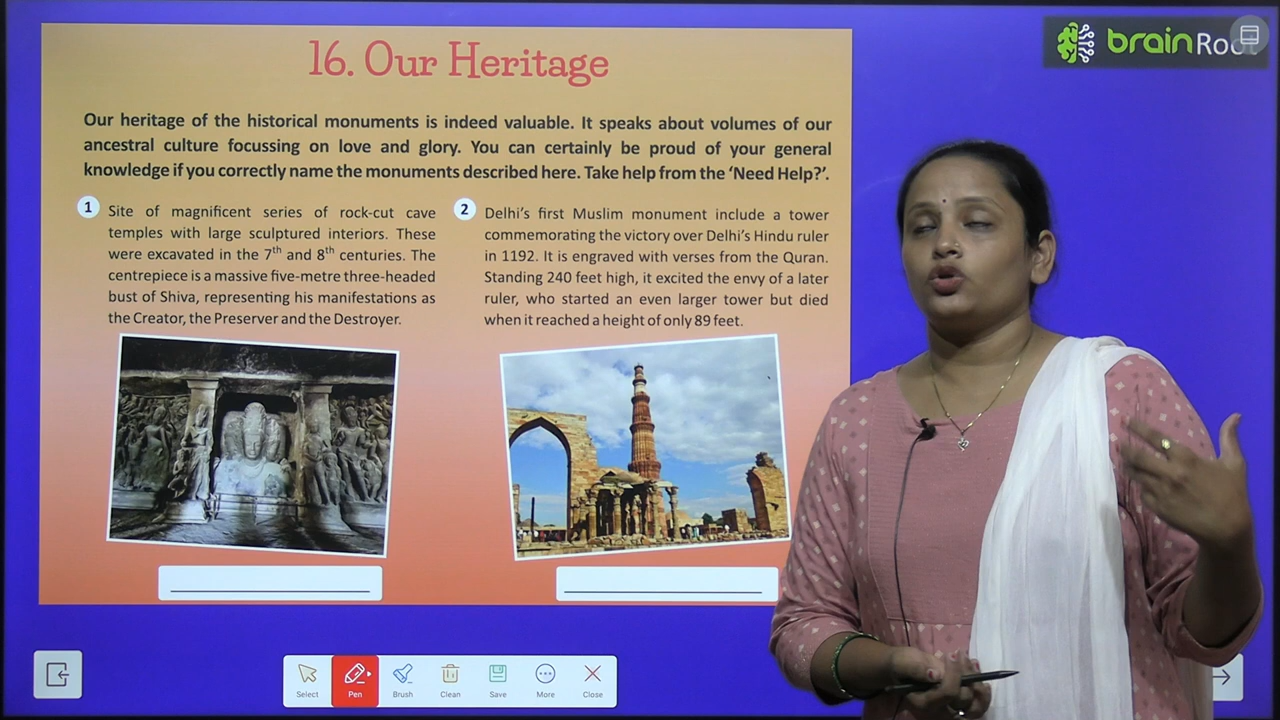 brainRoot
16. Our Heritage
Our heritage of the historical monuments is indeed valuable. It speaks about volumes of our
ancestral culture focussing on love and glory. You can certainly be proud of your general
knowledge if you correctly name the monuments described here. Take help from the ‘Need Help?’.
1
Site of magnificent series of rock-cut cave
temples with large sculptured interiors. These
were excavated in the 7th and 8th centuries. The
centrepiece is a massive five-metre three-headed
bust of Shiva, representing his manifestations as
the Creator, the Preserver and the Destroyer.
2
Delhi’s first Muslim monument include a tower
commemorating the victory over Delhi’s Hindu ruler
in 1192. It is engraved with verses from the Quran.
Standing 240 feet high, it excited the envy of a later
ruler, who started an even larger tower but died
when it reached a height of only 89 feet.
Select Pen Brush Clean Save More Close